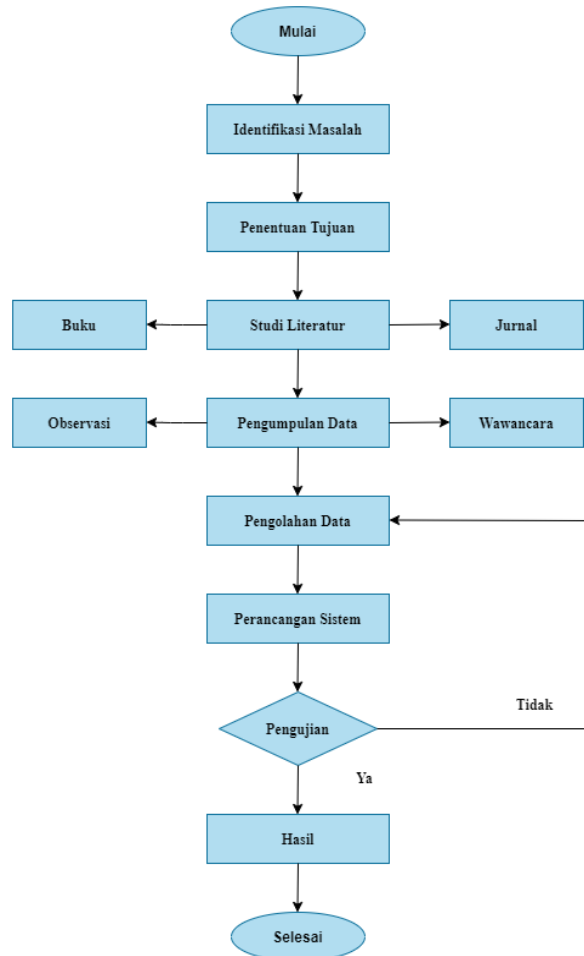 Mulai
Identifikasi Masalah
Penentuan Tujuan
Buku
Studi Literatur
Jurnal
Observasi
Pengumpulan Data
Wawancara
Pengolahan Data
Perancangan Sistem
Tidak
Pengujian
Ya
Hasil
Selesai